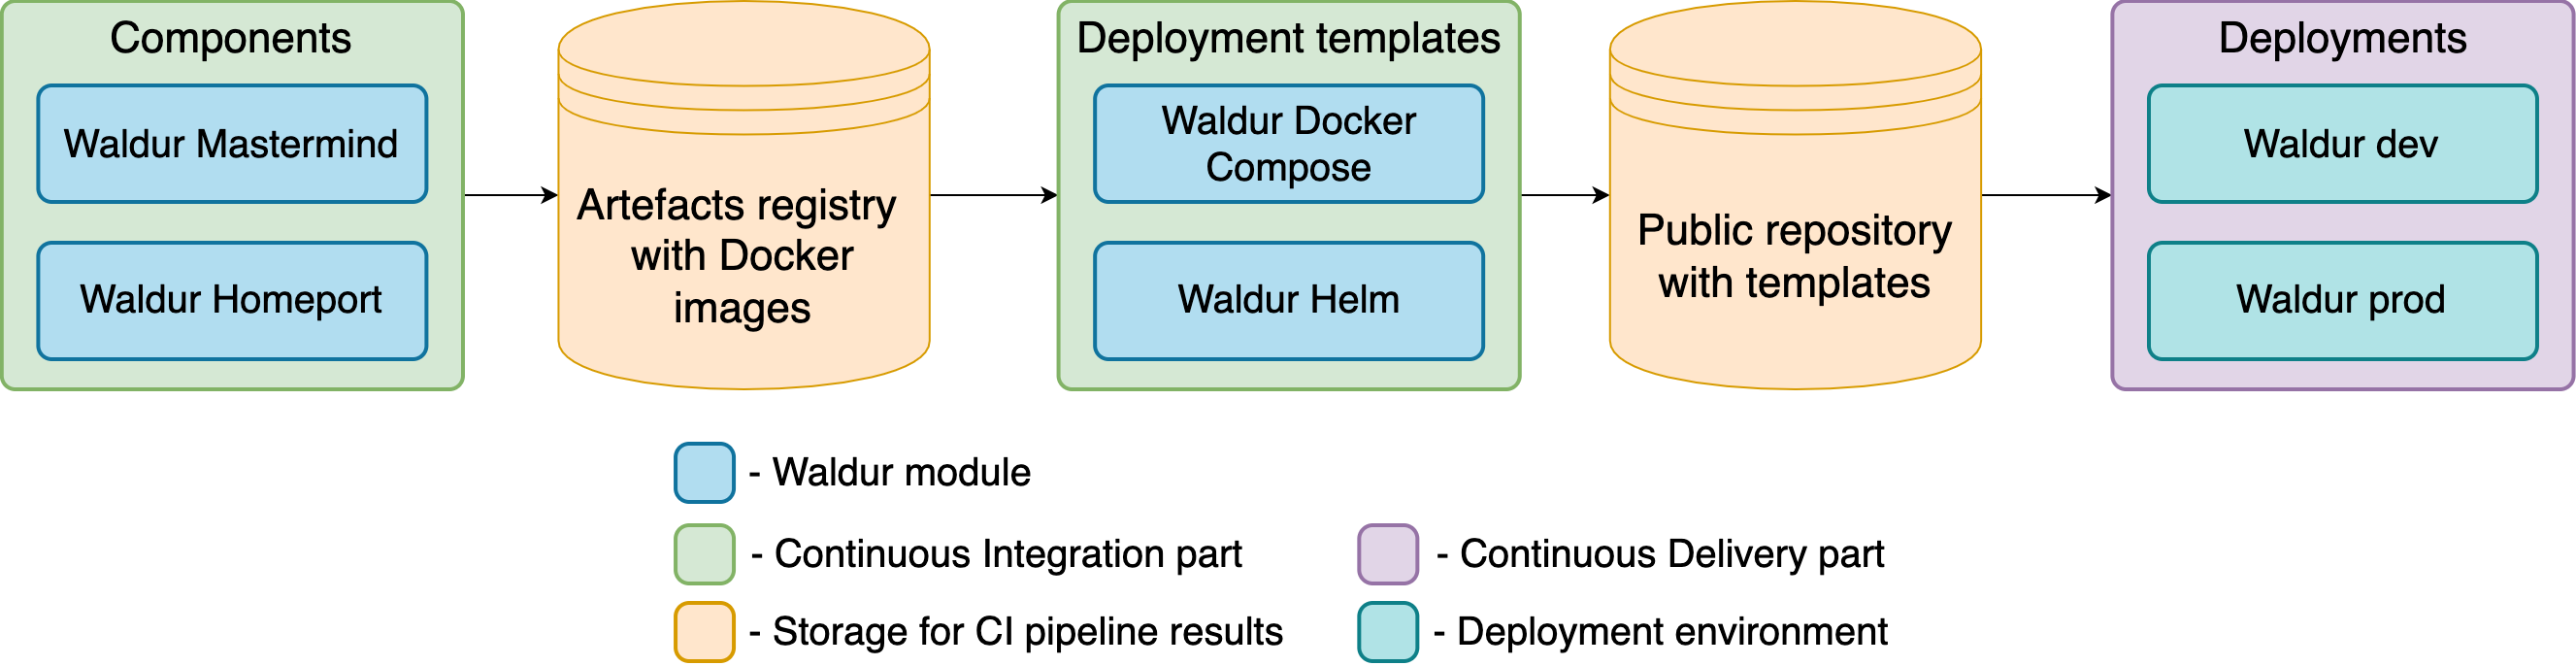 Components
Waldur Mastermind
Waldur Homeport
Artefacts registry
with Docker
images
Deployment templates
Waldur Docker
Compose
Waldur Helm
Public repository
with templates
Deployments
Waldur dev
Waldur prod
- Waldur module
- Continuous Integration part
- Storage for CI pipeline results
- Continuous Delivery part
- Deployment environment